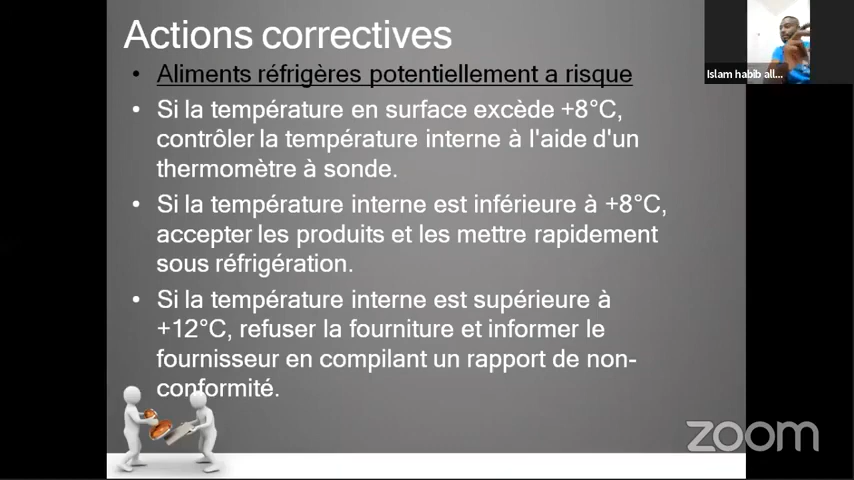 Actions correctives
• Aliments réfrigères potentiellement a risque
• Si la température en surface excède +8°C,
contrôler la température interne à l'aide d'un
thermomètre à sonde.
• Si la température interne est inférieure à +8°C,
accepter les produits et les mettre rapidement
sous réfrigération.
• Si la température interne est supérieure à
+12°C, refuser la fourniture et informer le
fournisseur en compilant un rapport de non-
conformité.
Islam habib all...
zoom